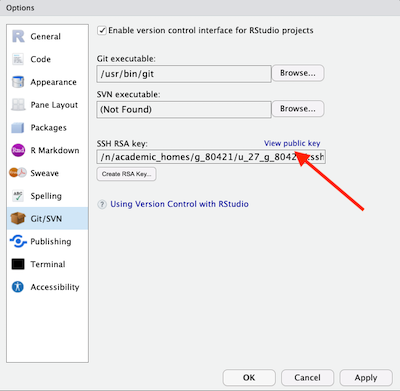 Options
General
Code
Appearance
Pane Layout
Packages
R Markdown
Sweave
Spelling
Git/SVN
Publishing
Terminal
Accessibility
Enable version control interface for RStudio projects
Git executable:
/usr/bin/git
Browse...
SVN executable:
(Not Found)
Browse...
SSH RSA key:
View public key
/n/academic_homes/g_80421/u_27_g_8042
Create RSA Key...
? Using Version Control with RStudio
OK
Cancel
Apply